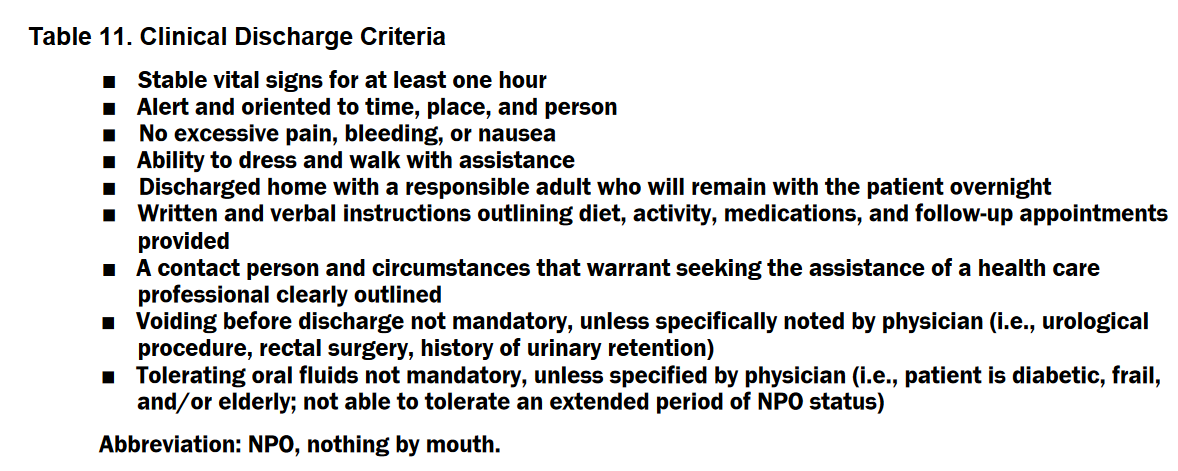 Table 11. Clinical Discharge Criteria
■ Stable vital signs for at least one hour
■ Alert and oriented to time, place, and person
■ No excessive pain, bleeding, or nausea
■ Ability to dress and walk with assistance
■ Discharged home with a responsible adult who will remain with the patient overnight
■ Written and verbal instructions outlining diet, activity, medications, and follow-up appointments
provided
■ A contact person and circumstances that warrant seeking the assistance of a health care
professional clearly outlined
■ Voiding before discharge not mandatory, unless specifically noted by physician (i.e., urological
procedure, rectal surgery, history of urinary retention)
■ Tolerating oral fluids not mandatory, unless specified by physician (i.e., patient is diabetic, frail,
and/or elderly; not able to tolerate an extended period of NPO status)
Abbreviation: NPO, nothing by mouth.